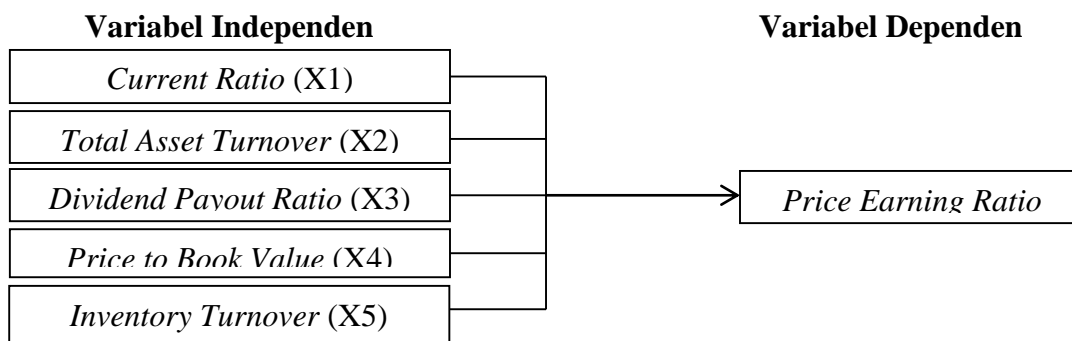 Variabel Independen
Variabel Dependen
Current Ratio (X1)
Total Asset Turnover (X2)
Dividend Payout Ratio (X3)
Price Earning Ratio
Price to Book Value (X4)
Inventory Turnover (X5)